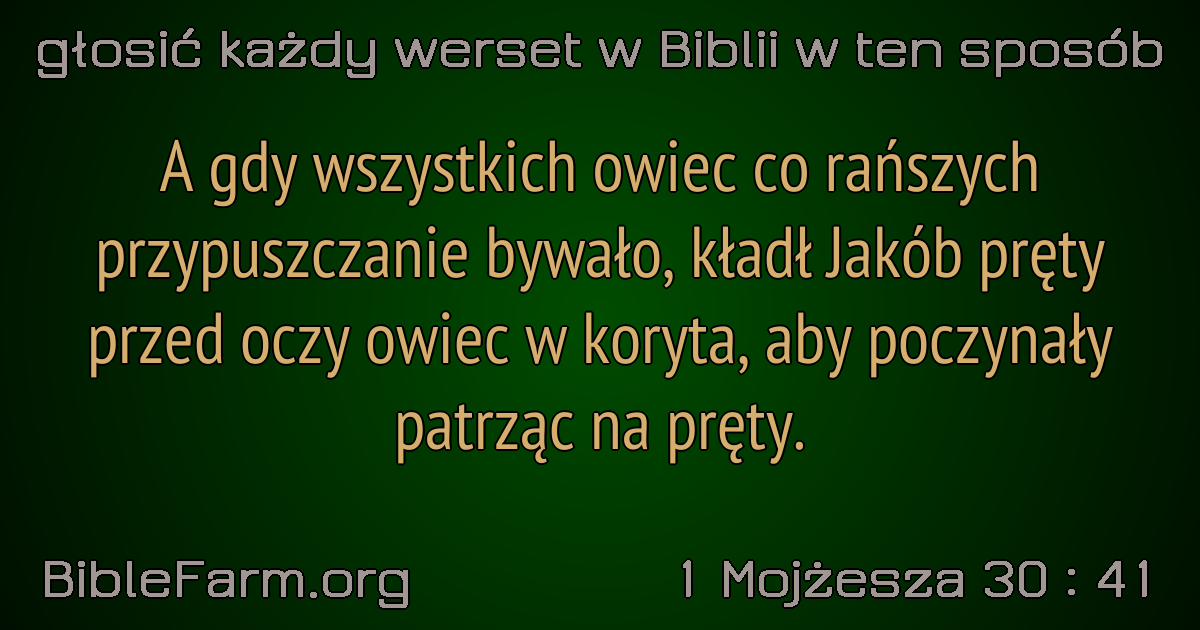 głosić każdy werset w Biblii w ten sposób
A gdy wszystkich owiec co rańszych
przypuszczanie bywało, kładł Jakób pręty
przed oczy owiec w koryta, aby poczynały
patrząc na pręty.
BibleFarm.org
1 Mojżesza 30 : 41